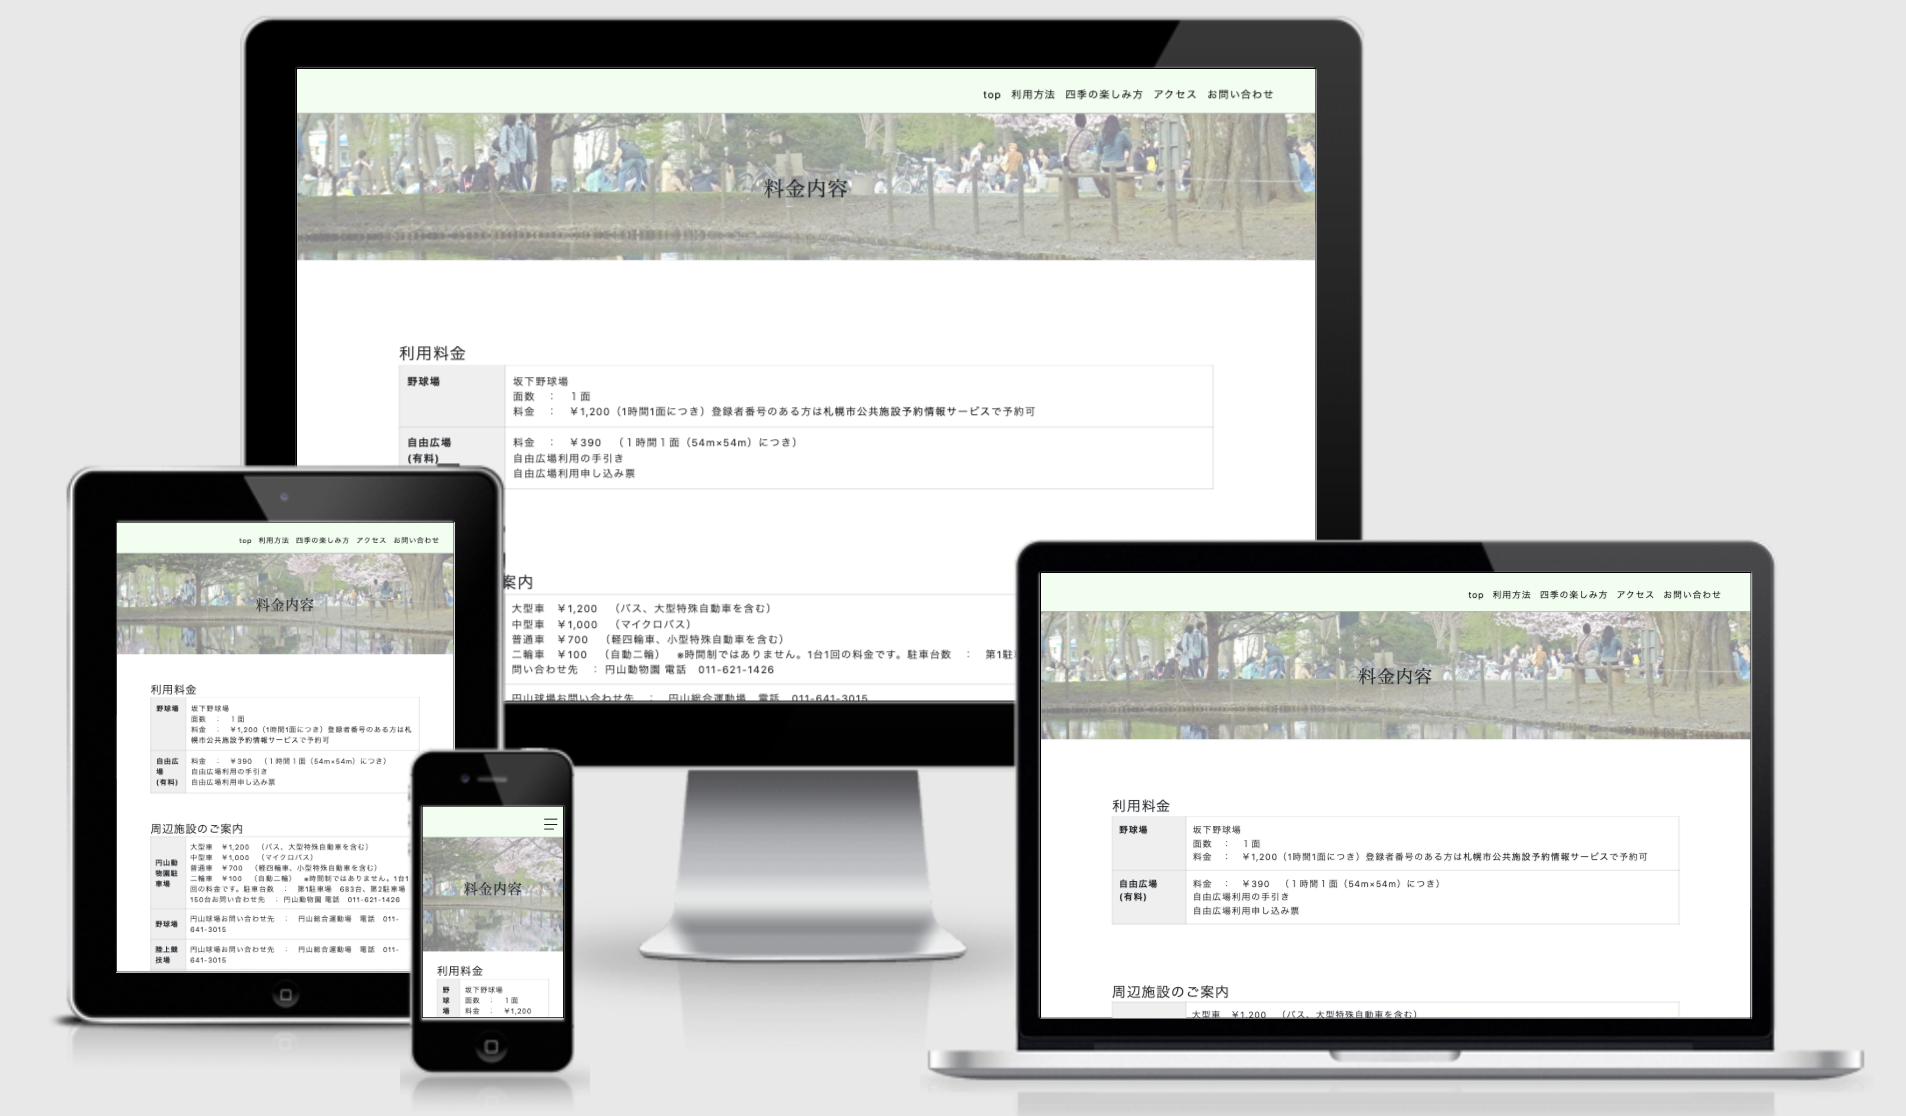 top 利用方法 四季の楽しみ方 アクセス お問い合わせ
料金内容
利用料金
野球場
坂下野球場
面数 ： 1面
料金 ： ￥1,200（1時間1面につき）登録者番号のある方は札幌市公共施設予約情報サービスで予約可
自由広場
(有料)
料金 ： ￥390 （1時間1面（54m×54m）につき）
自由広場利用の手引き
自由広場利用申し込み票
案内
大型車 ￥1,200 （バス、大型特殊自動車を含む）
中型車 ￥1,000 （マイクロバス）
普通車 ￥700 （軽四輪車、小型特殊自動車を含む）
二輪車 ￥100 （自動二輪） ※時間制ではありません。1台1回の料金です。駐車台数 ： 第1駐
問い合わせ先 ：円山動物園 電話 011-621-1426
円山球場お問い合わせ先 ： 円山総合運動場 電話 011-641-3015
top 利用方法 四季の楽しみ方 アクセス お問い合わせ
料金内容
利用料金
野球場
坂下野球場
面数 ： 1面
料金 ： ￥1,200（1時間1面につき）登録者番号のある方は札
幌市公共施設予約情報サービスで予約可
自由広
場
(有料)
料金 ： ￥390 （1時間1面（54m×54m）につき）
自由広場利用の手引き
自由広場利用申し込み票
周辺施設のご案内
円山動
物園駐
車場
大型車 ￥1,200 （バス、大型特殊自動車を含む）
中型車 ￥1,000 （マイクロバス）
普通車 ￥700 （軽四輪車、小型特殊自動車を含む）
二輪車 ￥100 （自動二輪） ※時間制ではありません。1台1
回の料金です。駐車台数 ： 第1駐車場 683台、第2駐車場
150台お問い合わせ先 ：円山動物園 電話 011-621-1426
野球場
円山球場お問い合わせ先 ： 円山総合運動場 電話 011-
641-3015
陸上競
技場
円山球場お問い合わせ先 ： 円山総合運動場 電話 011-
641-3015
料金内容
利用料金
野
球
場
坂下野球場
面数 ： 1面
料金 ： ￥1,200
top 利用方法 四季の楽しみ方 アクセス お問い合わせ
料金内容
利用料金
野球場
坂下野球場
面数 ： 1面
料金 ： ￥1,200（1時間1面につき）登録者番号のある方は札幌市公共施設予約情報サービスで予約可
自由広場
(有料)
料金 ： ￥390 （1時間1面（54m×54m）につき）
自由広場利用の手引き
自由広場利用申し込み票
周辺施設のご案内
大型車 ￥1,200 （バス、大型特殊自動車を含む）